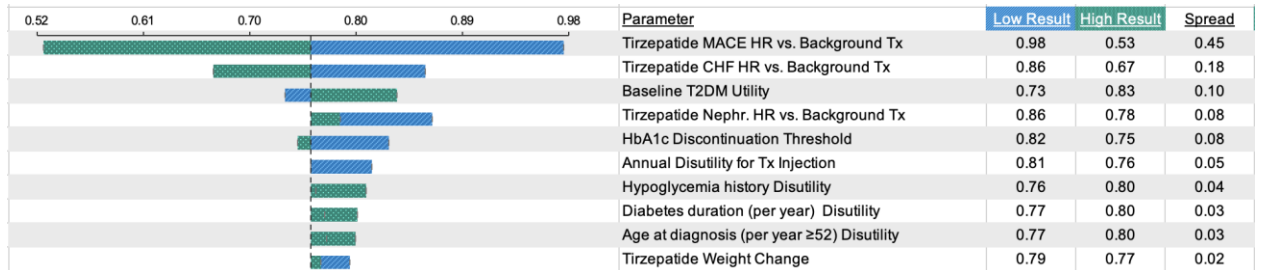 0.52 0.61 0.70 0.80 0.89 0.98 Parameter Low Result High Result Spread
Tirzepatide MACE HR vs. Background Tx 0.98 0.53 0.45
Tirzepatide CHF HR vs. Background Tx 0.86 0.67 0.18
Baseline T2DM Utility 0.73 0.83 0.10
Tirzepatide Nephr. HR vs. Background Tx 0.86 0.78 0.08
HbA1c Discontinuation Threshold 0.82 0.75 0.08
Annual Disutility for Tx Injection 0.81 0.76 0.05
Hypoglycemia history Disutility 0.76 0.80 0.04
Diabetes duration (per year) Disutility 0.77 0.80 0.03
Age at diagnosis (per year ≥52) Disutility 0.77 0.80 0.03
Tirzepatide Weight Change 0.79 0.77 0.02